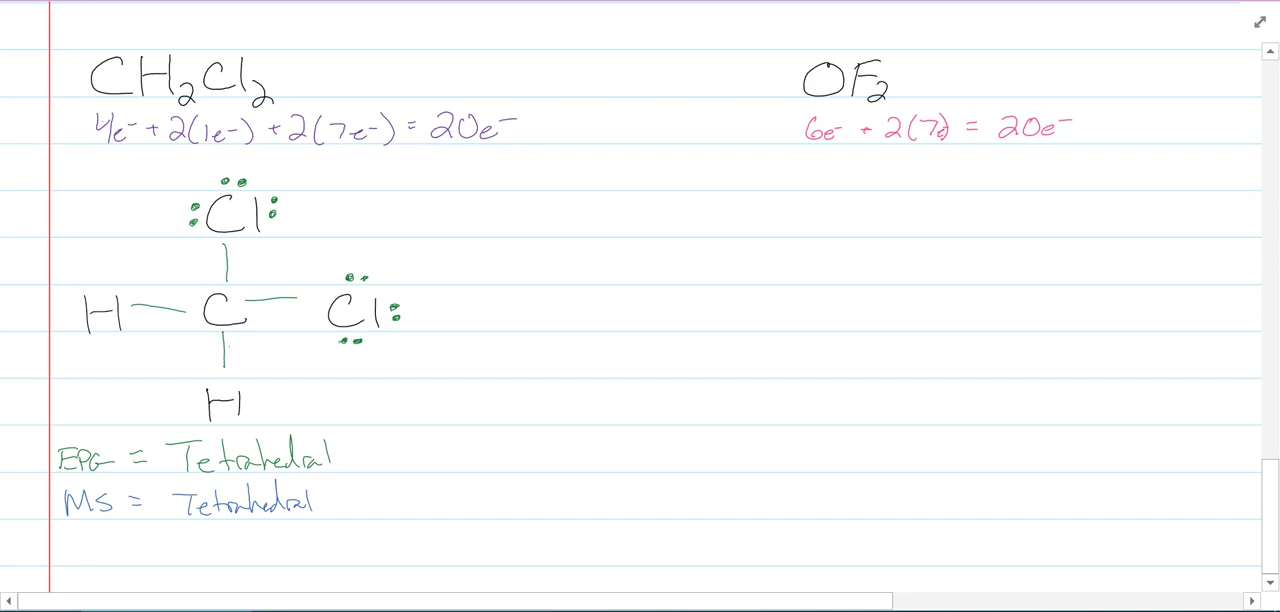 CH₂Cl₂
4e⁻ + 2(1e⁻) + 2(7e⁻) = 20e⁻
Cl
H C Cl
H
EPG = Tetrahedral
MS = Tetrahedral
OF₂
6e⁻ + 2(7e) = 20e⁻